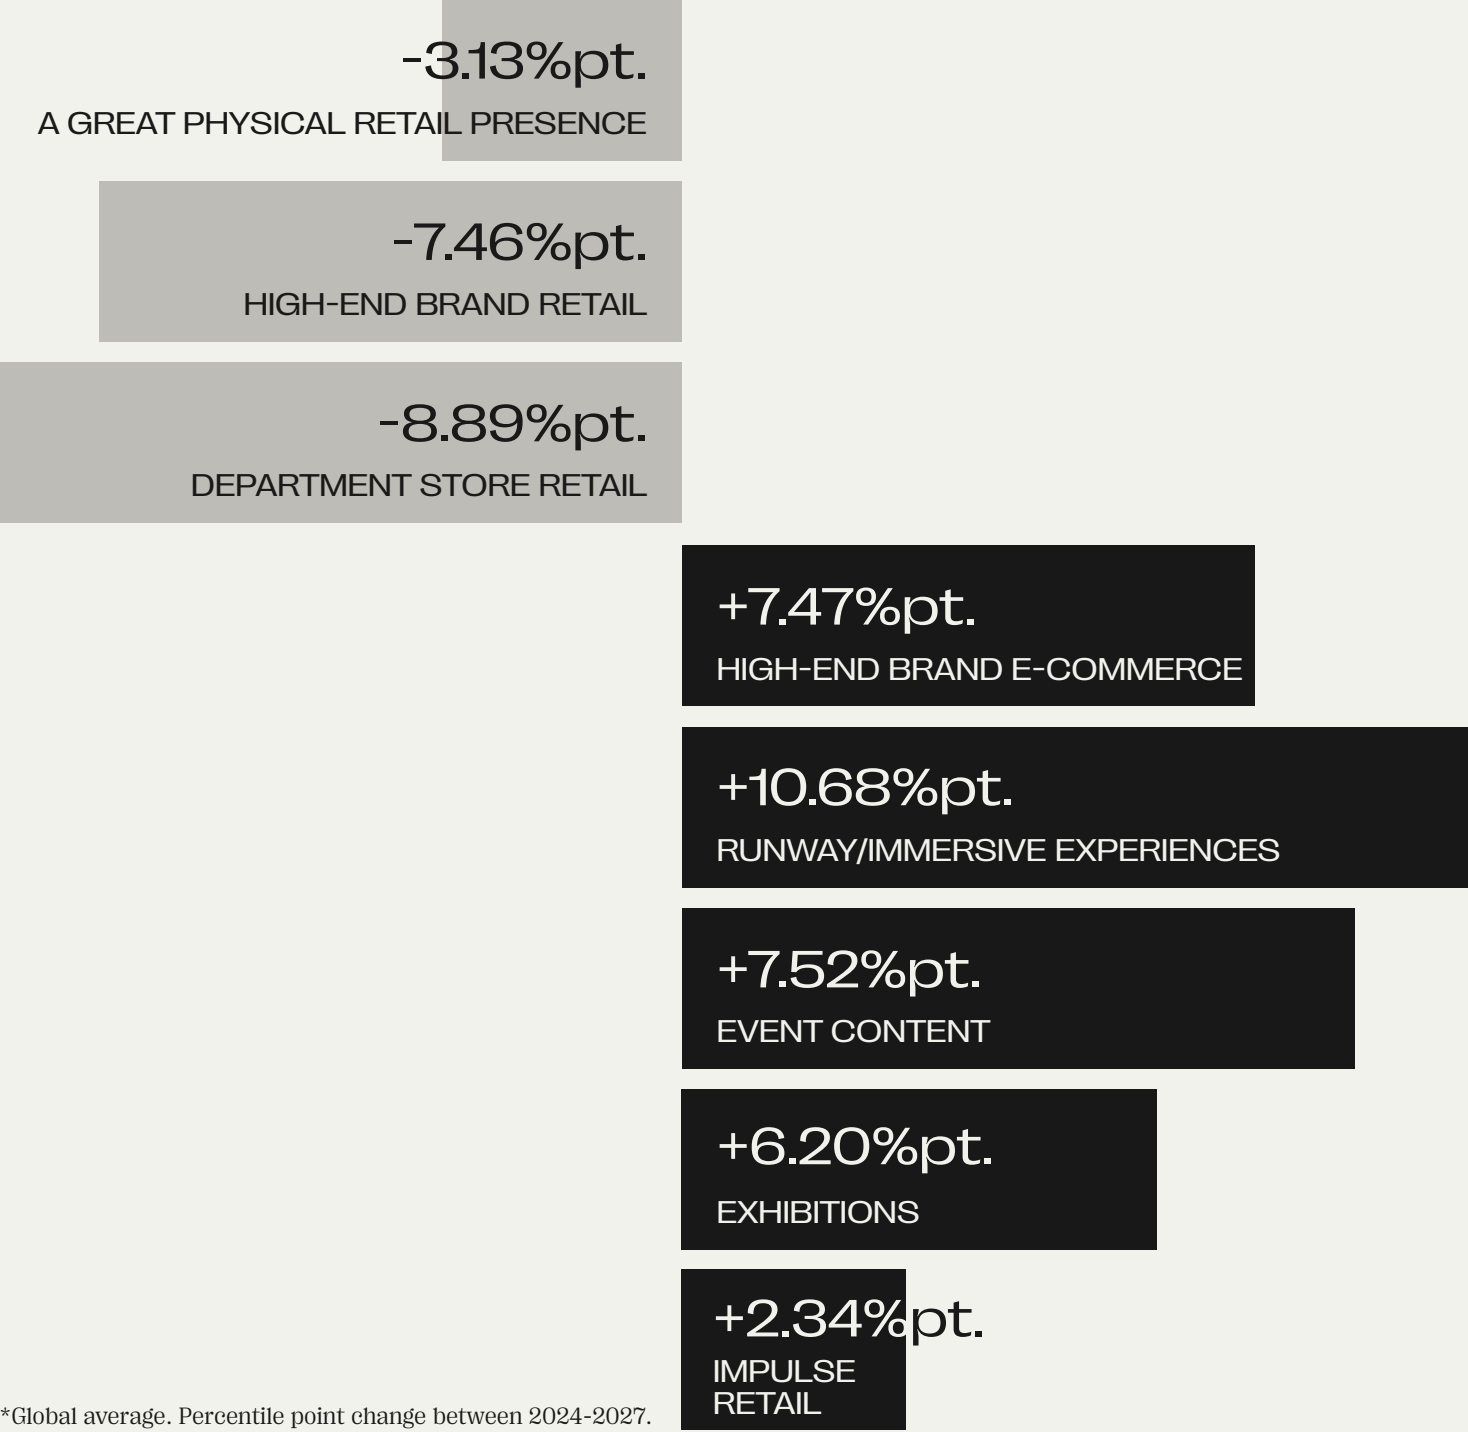 -3.13%pt.
A GREAT PHYSICAL RETAIL PRESENCE
-7.46%pt.
HIGH-END BRAND RETAIL
-8.89%pt.
DEPARTMENT STORE RETAIL
+7.47%pt.
HIGH-END BRAND E-COMMERCE
+10.68%pt.
RUNWAY/IMMERSIVE EXPERIENCES
+7.52%pt.
EVENT CONTENT
+6.20%pt.
EXHIBITIONS
+2.34%pt.
IMPULSE
RETAIL
*Global average. Percentile point change between 2024-2027.